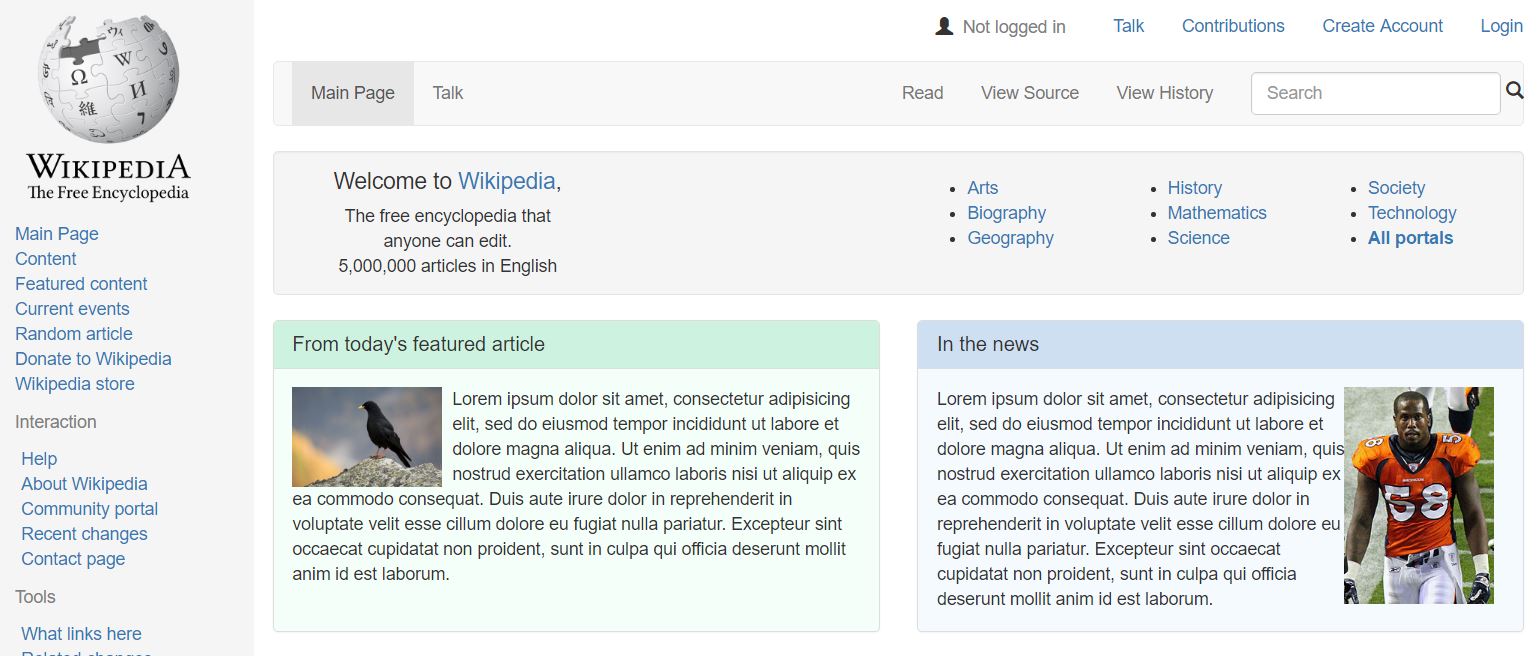 WIKIPEDIA
The Free Encyclopedia
Main Page
Content
Featured content
Current events
Random article
Donate to Wikipedia
Wikipedia store
Interaction
Help
About Wikipedia
Community portal
Recent changes
Contact page
Tools
What links here
Related changes
Not logged in Talk Contributions Create Account Login
Main Page Talk Read View Source View History Search
Welcome to Wikipedia,
The free encyclopedia that
anyone can edit.
5,000,000 articles in English
Arts
Biography
Geography
History
Mathematics
Science
Society
Technology
All portals
From today's featured article
Lorem ipsum dolor sit amet, consectetur adipisicing
elit, sed do eiusmod tempor incididunt ut labore et
dolore magna aliqua. Ut enim ad minim veniam, quis
nostrud exercitation ullamco laboris nisi ut aliquip ex
ea commodo consequat. Duis aute irure dolor in reprehenderit in
voluptate velit esse cillum dolore eu fugiat nulla pariatur. Excepteur sint
occaecat cupidatat non proident, sunt in culpa qui officia deserunt mollit
anim id est laborum.
In the news
Lorem ipsum dolor sit amet, consectetur adipisicing
elit, sed do eiusmod tempor incididunt ut labore et
dolore magna aliqua. Ut enim ad minim veniam, quis
nostrud exercitation ullamco laboris nisi ut aliquip ex
ea commodo consequat. Duis aute irure dolor in
reprehenderit in voluptate velit esse cillum dolore eu
fugiat nulla pariatur. Excepteur sint occaecat
cupidatat non proident, sunt in culpa qui officia
deserunt mollit anim id est laborum.
58